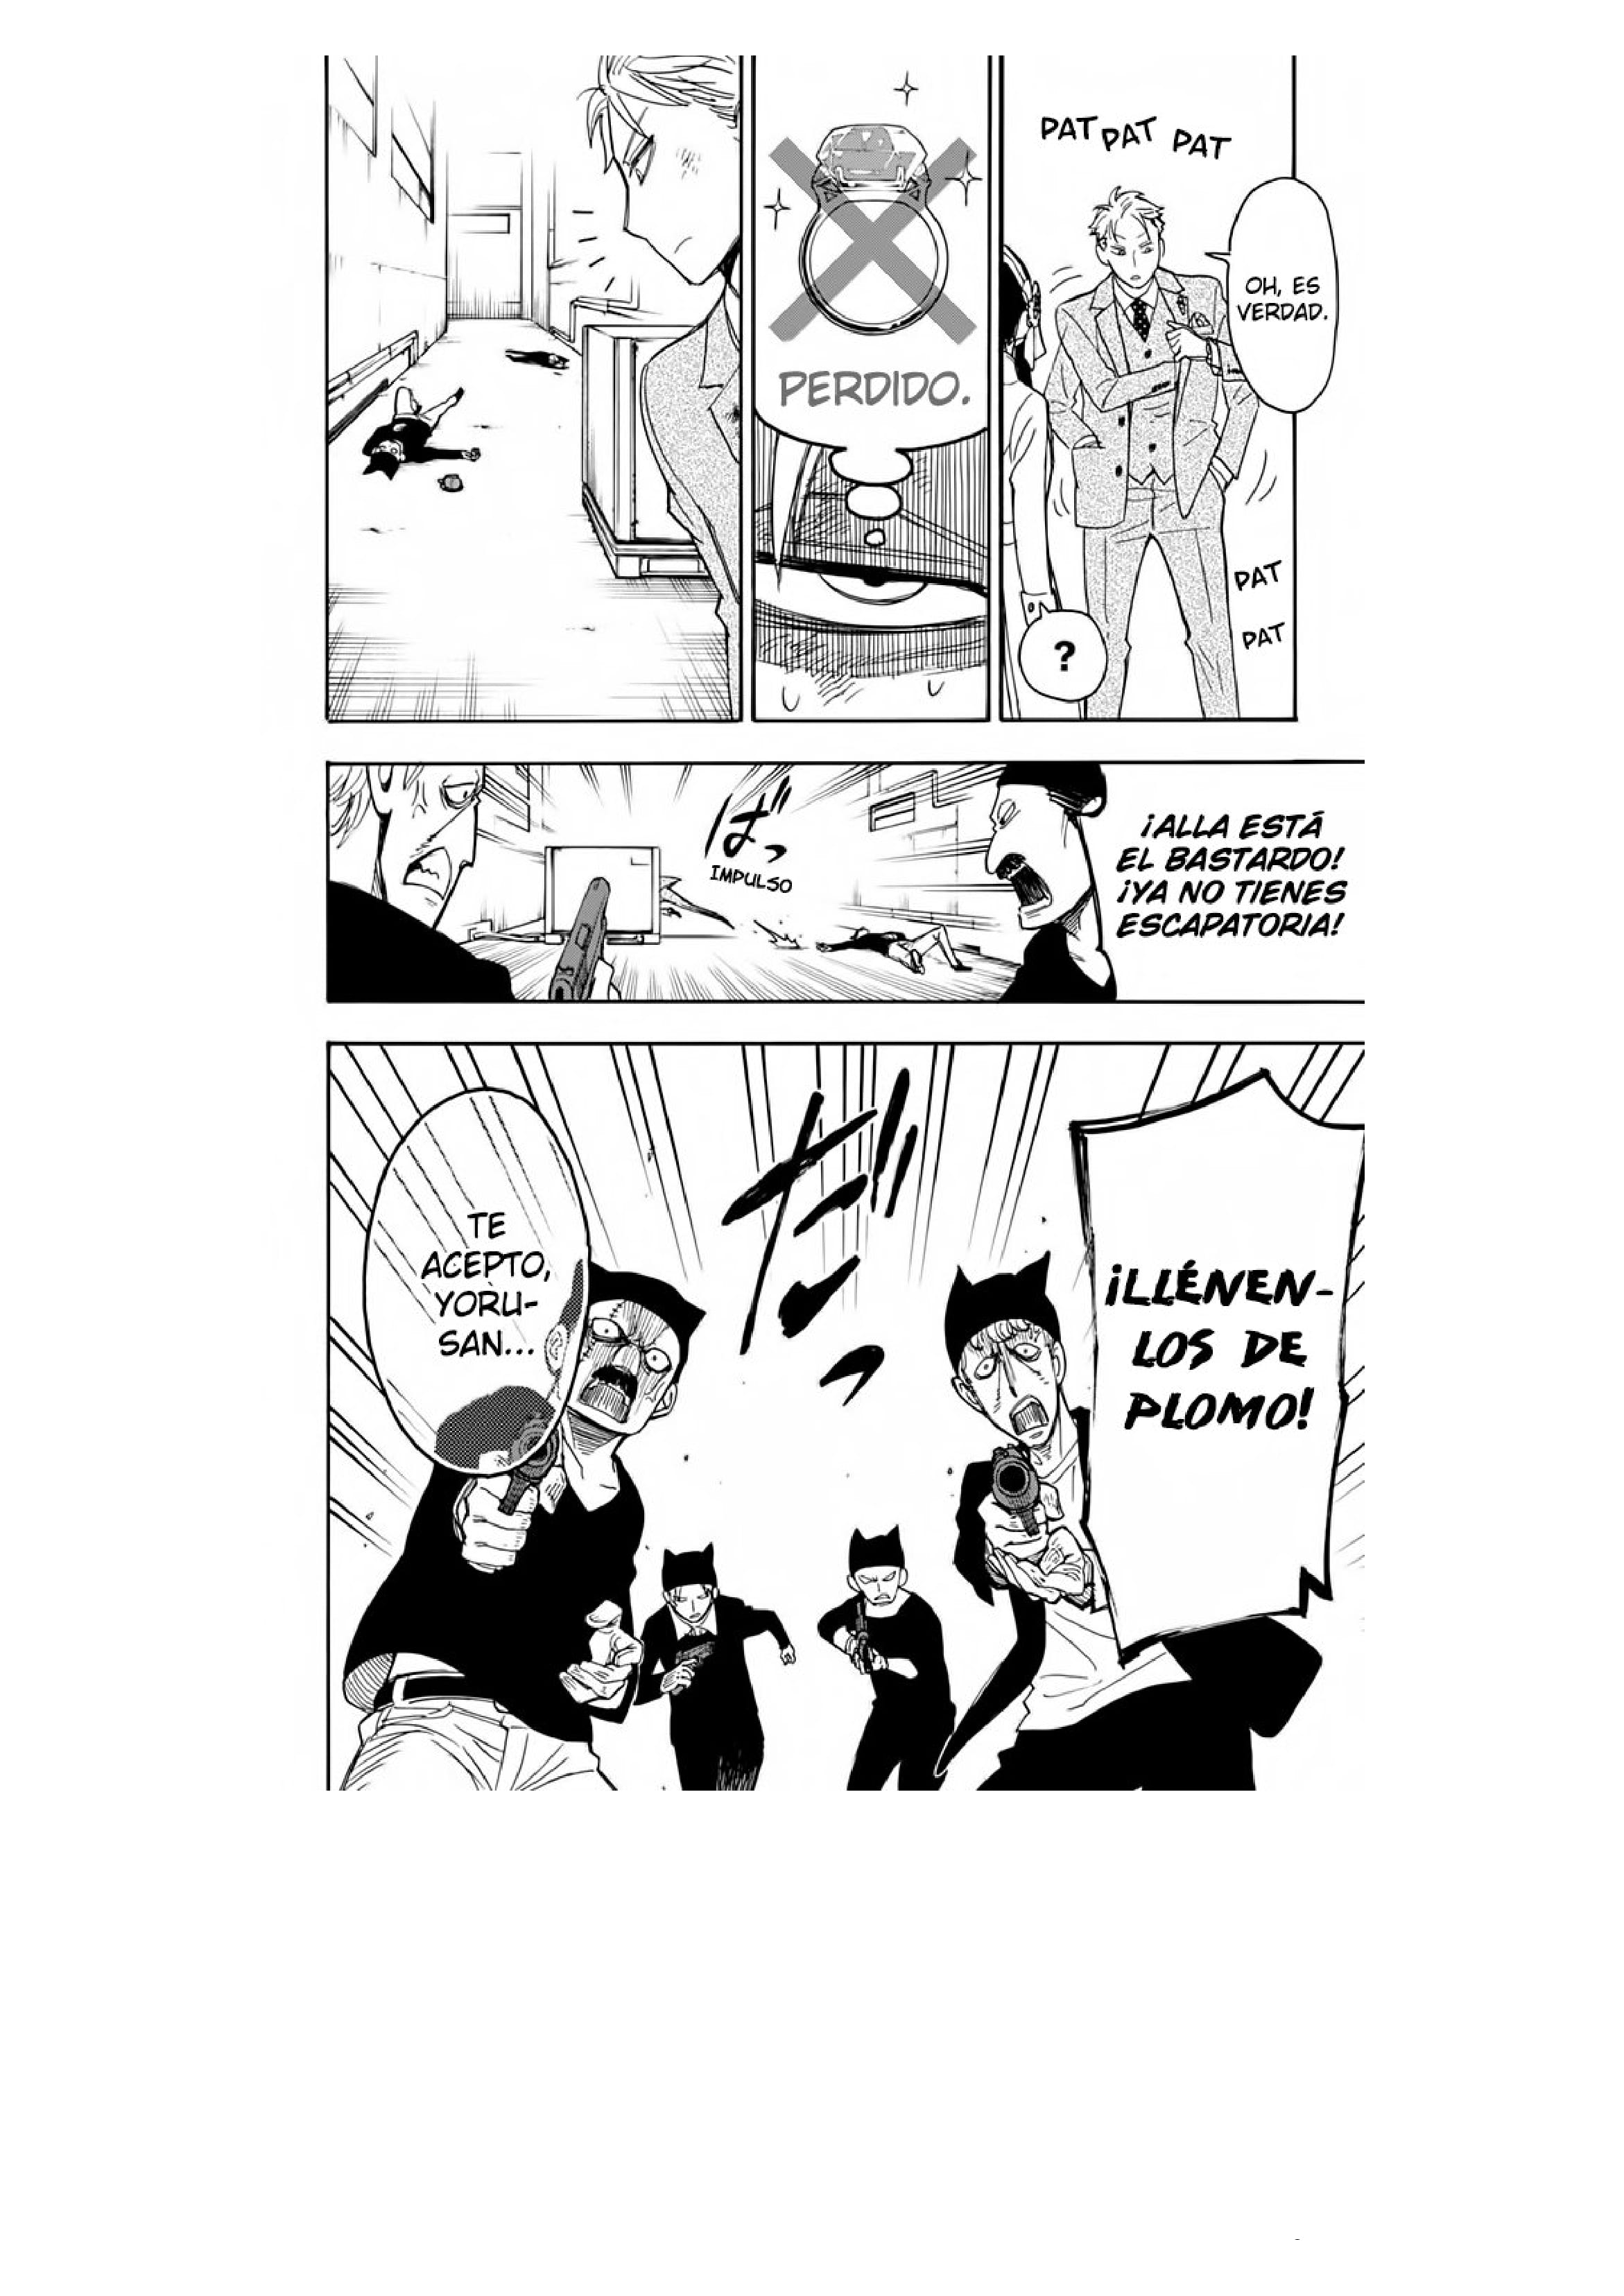 PAT PAT PAT
OH, ES
VERDAD.
PAT
PAT
?
PERDIDO.
¡ALLA ESTÁ
EL BASTARDO!
¡YA NO TIENES
ESCAPATORIA!
ばっ
IMPULSO
¡LLÉNEN-
LOS DE
PLOMO!
だっ
TE
ACEPTO,
YORU-
SAN...